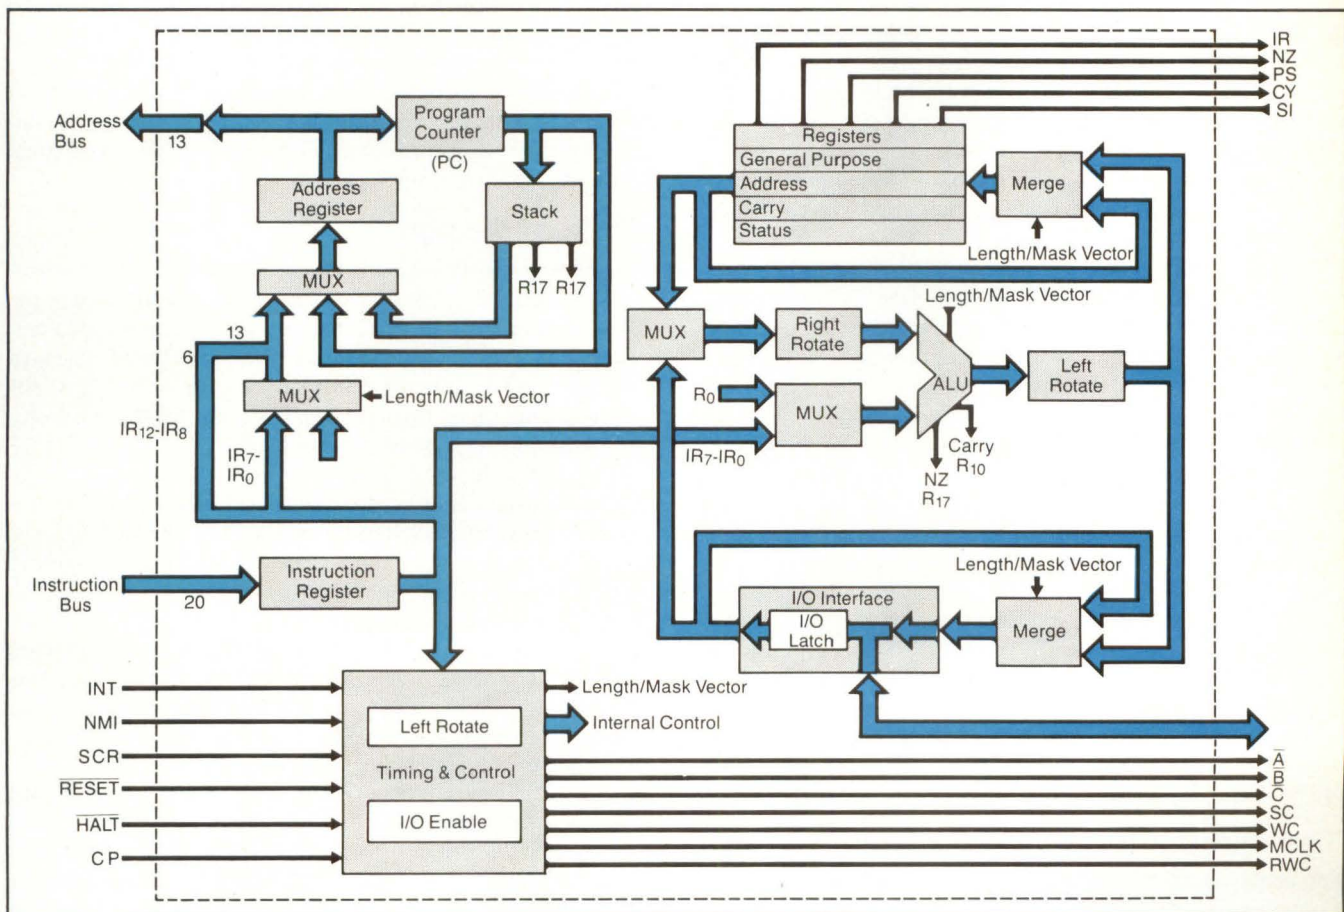 IR
NZ
PS
CY
SI
Address
Bus
13
Program
Counter
(PC)
Address
Register
Stack
R17 R17
MUX
13
6
MUX
Length/Mask Vector
IR12-IR8
IR7-
IR0
Registers
General Purpose
Address
Carry
Status
Merge
Length/Mask Vector
Length/Mask Vector
MUX
Right
Rotate
ALU
Left
Rotate
R0
MUX
IR7-IR0
Carry
R10
NZ
R17
Instruction
Bus
20
Instruction
Register
Length/Mask Vector
I/O Interface
I/O
Latch
Merge
INT
NMI
SCR
RESET
HALT
CP
Left Rotate
Timing & Control
I/O Enable
Length/Mask Vector
Internal Control
A
B
C
SC
WC
MCLK
RWC